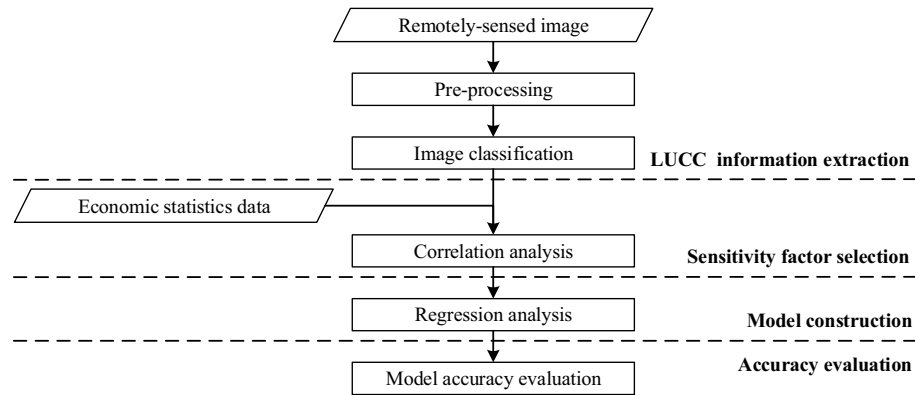 Remotely-sensed image
Pre-processing
Image classification
LUCC information extraction
Economic statistics data
Correlation analysis
Sensitivity factor selection
Regression analysis
Model construction
Accuracy evaluation
Model accuracy evaluation